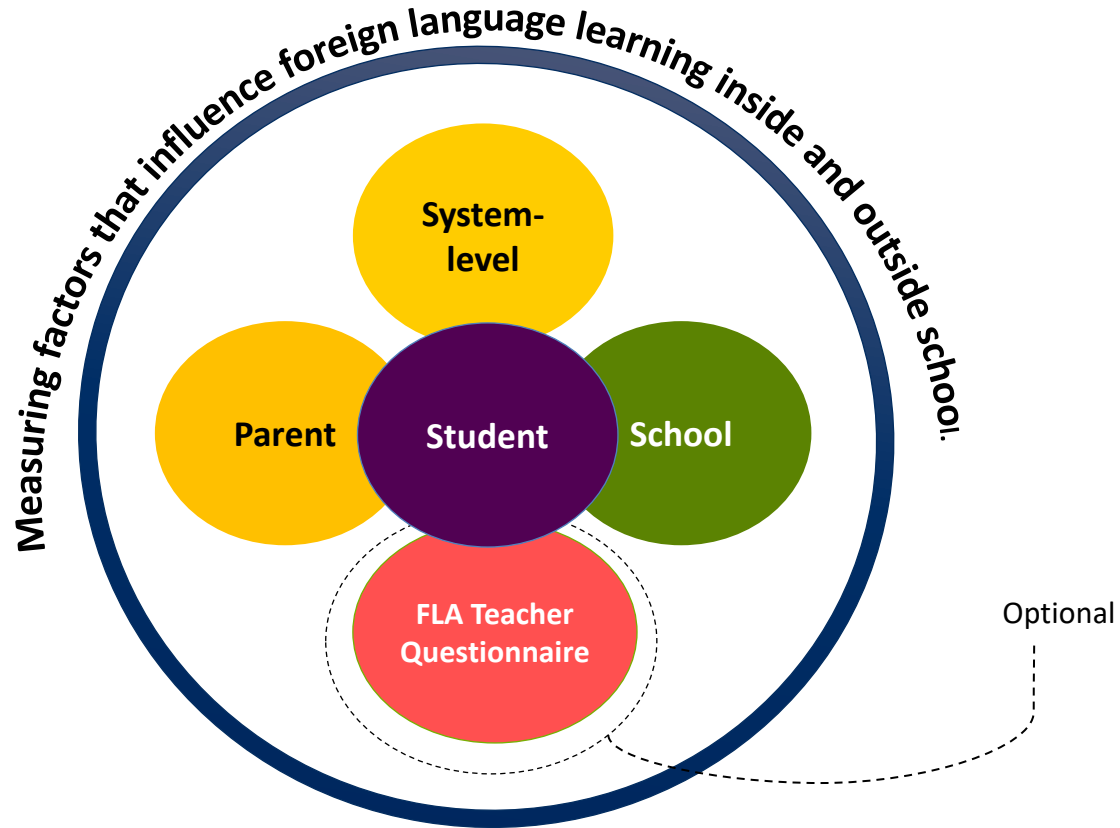 Measuring factors that influence foreign language learning inside and outside school.
System-
level
Parent
Student
School
FLA Teacher
Questionnaire
Optional